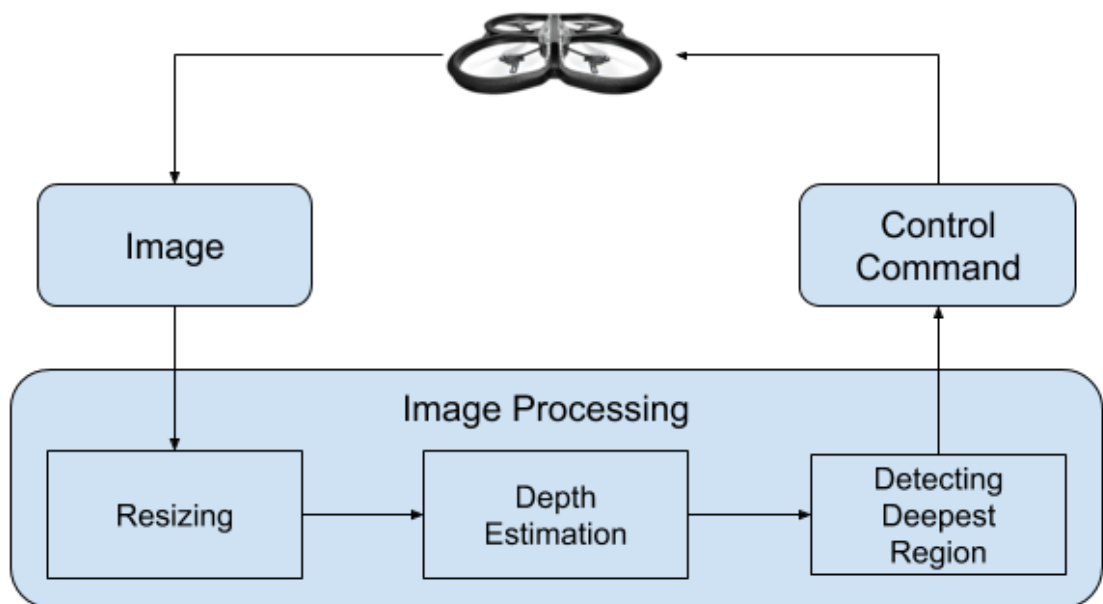 Image
Control
Command
Image Processing
Resizing
Depth
Estimation
Detecting
Deepest
Region